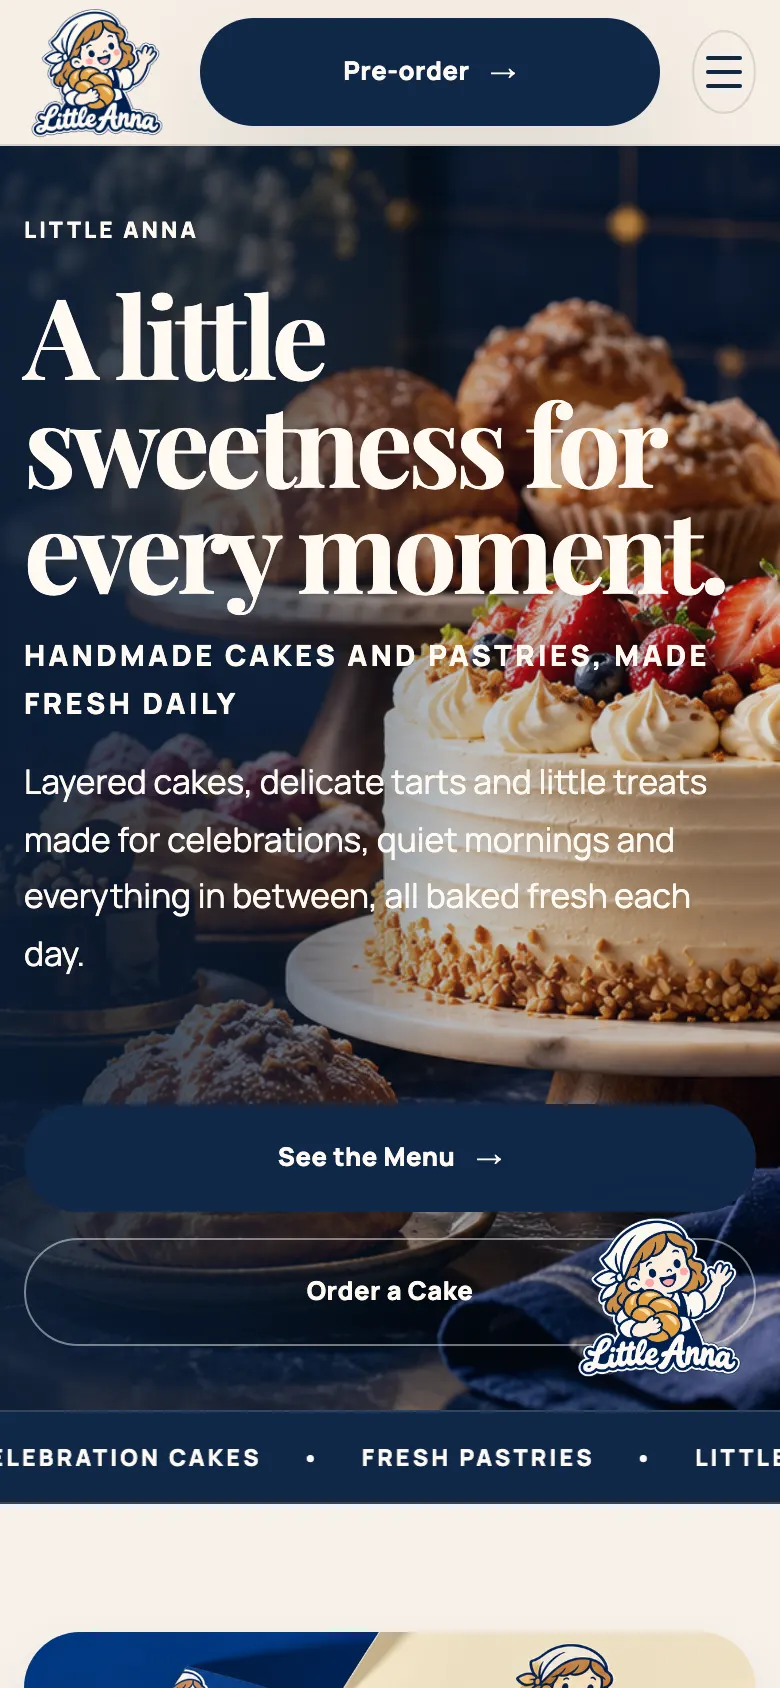 Little Anna
Pre-order →
LITTLE ANNA
A little
sweetness for
every moment.
HANDMADE CAKES AND PASTRIES, MADE
FRESH DAILY
Layered cakes, delicate tarts and little treats
made for celebrations, quiet mornings and
everything in between, all baked fresh each
day.
See the Menu →
Order a Cake
Little Anna
ELEBRATION CAKES • FRESH PASTRIES • LITTLE